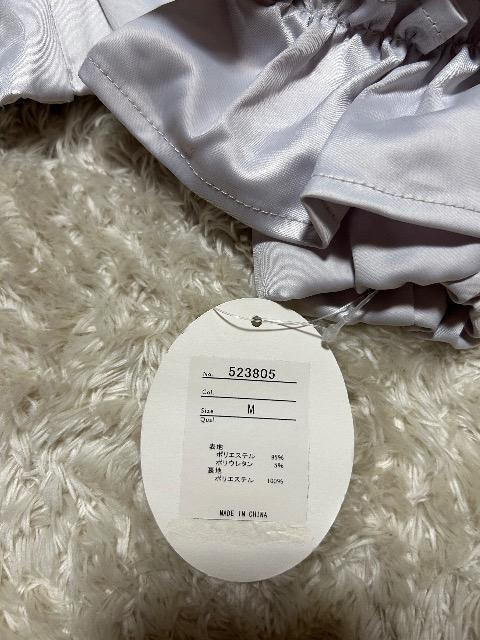 No. 523805
Col.
Size M
Qual
表地
ポリエステル 95%
ポリウレタン 5%
裏地
ポリエステル 100%
MADE IN CHINA